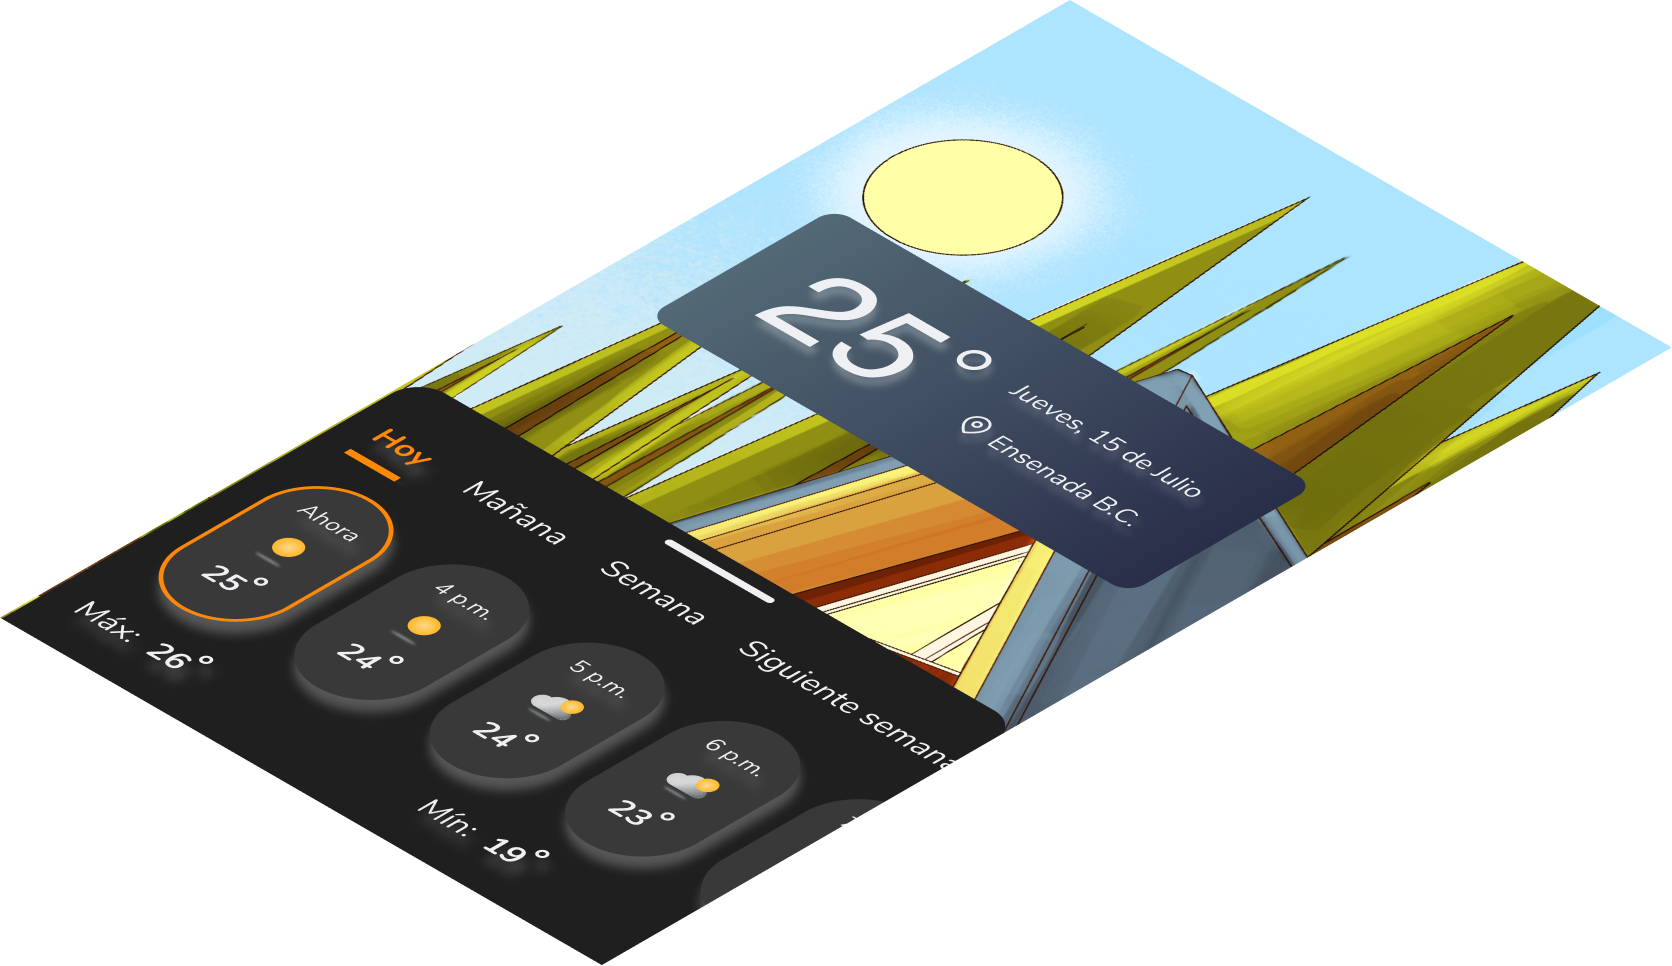 25°
Jueves, 15 de Julio
Ensenada B.C.
Hoy
Mañana
Semana
Siguiente semana
Ahora
25°
4 p.m.
24°
5 p.m.
24°
6 p.m.
23°
Máx: 26°
Mín: 19°